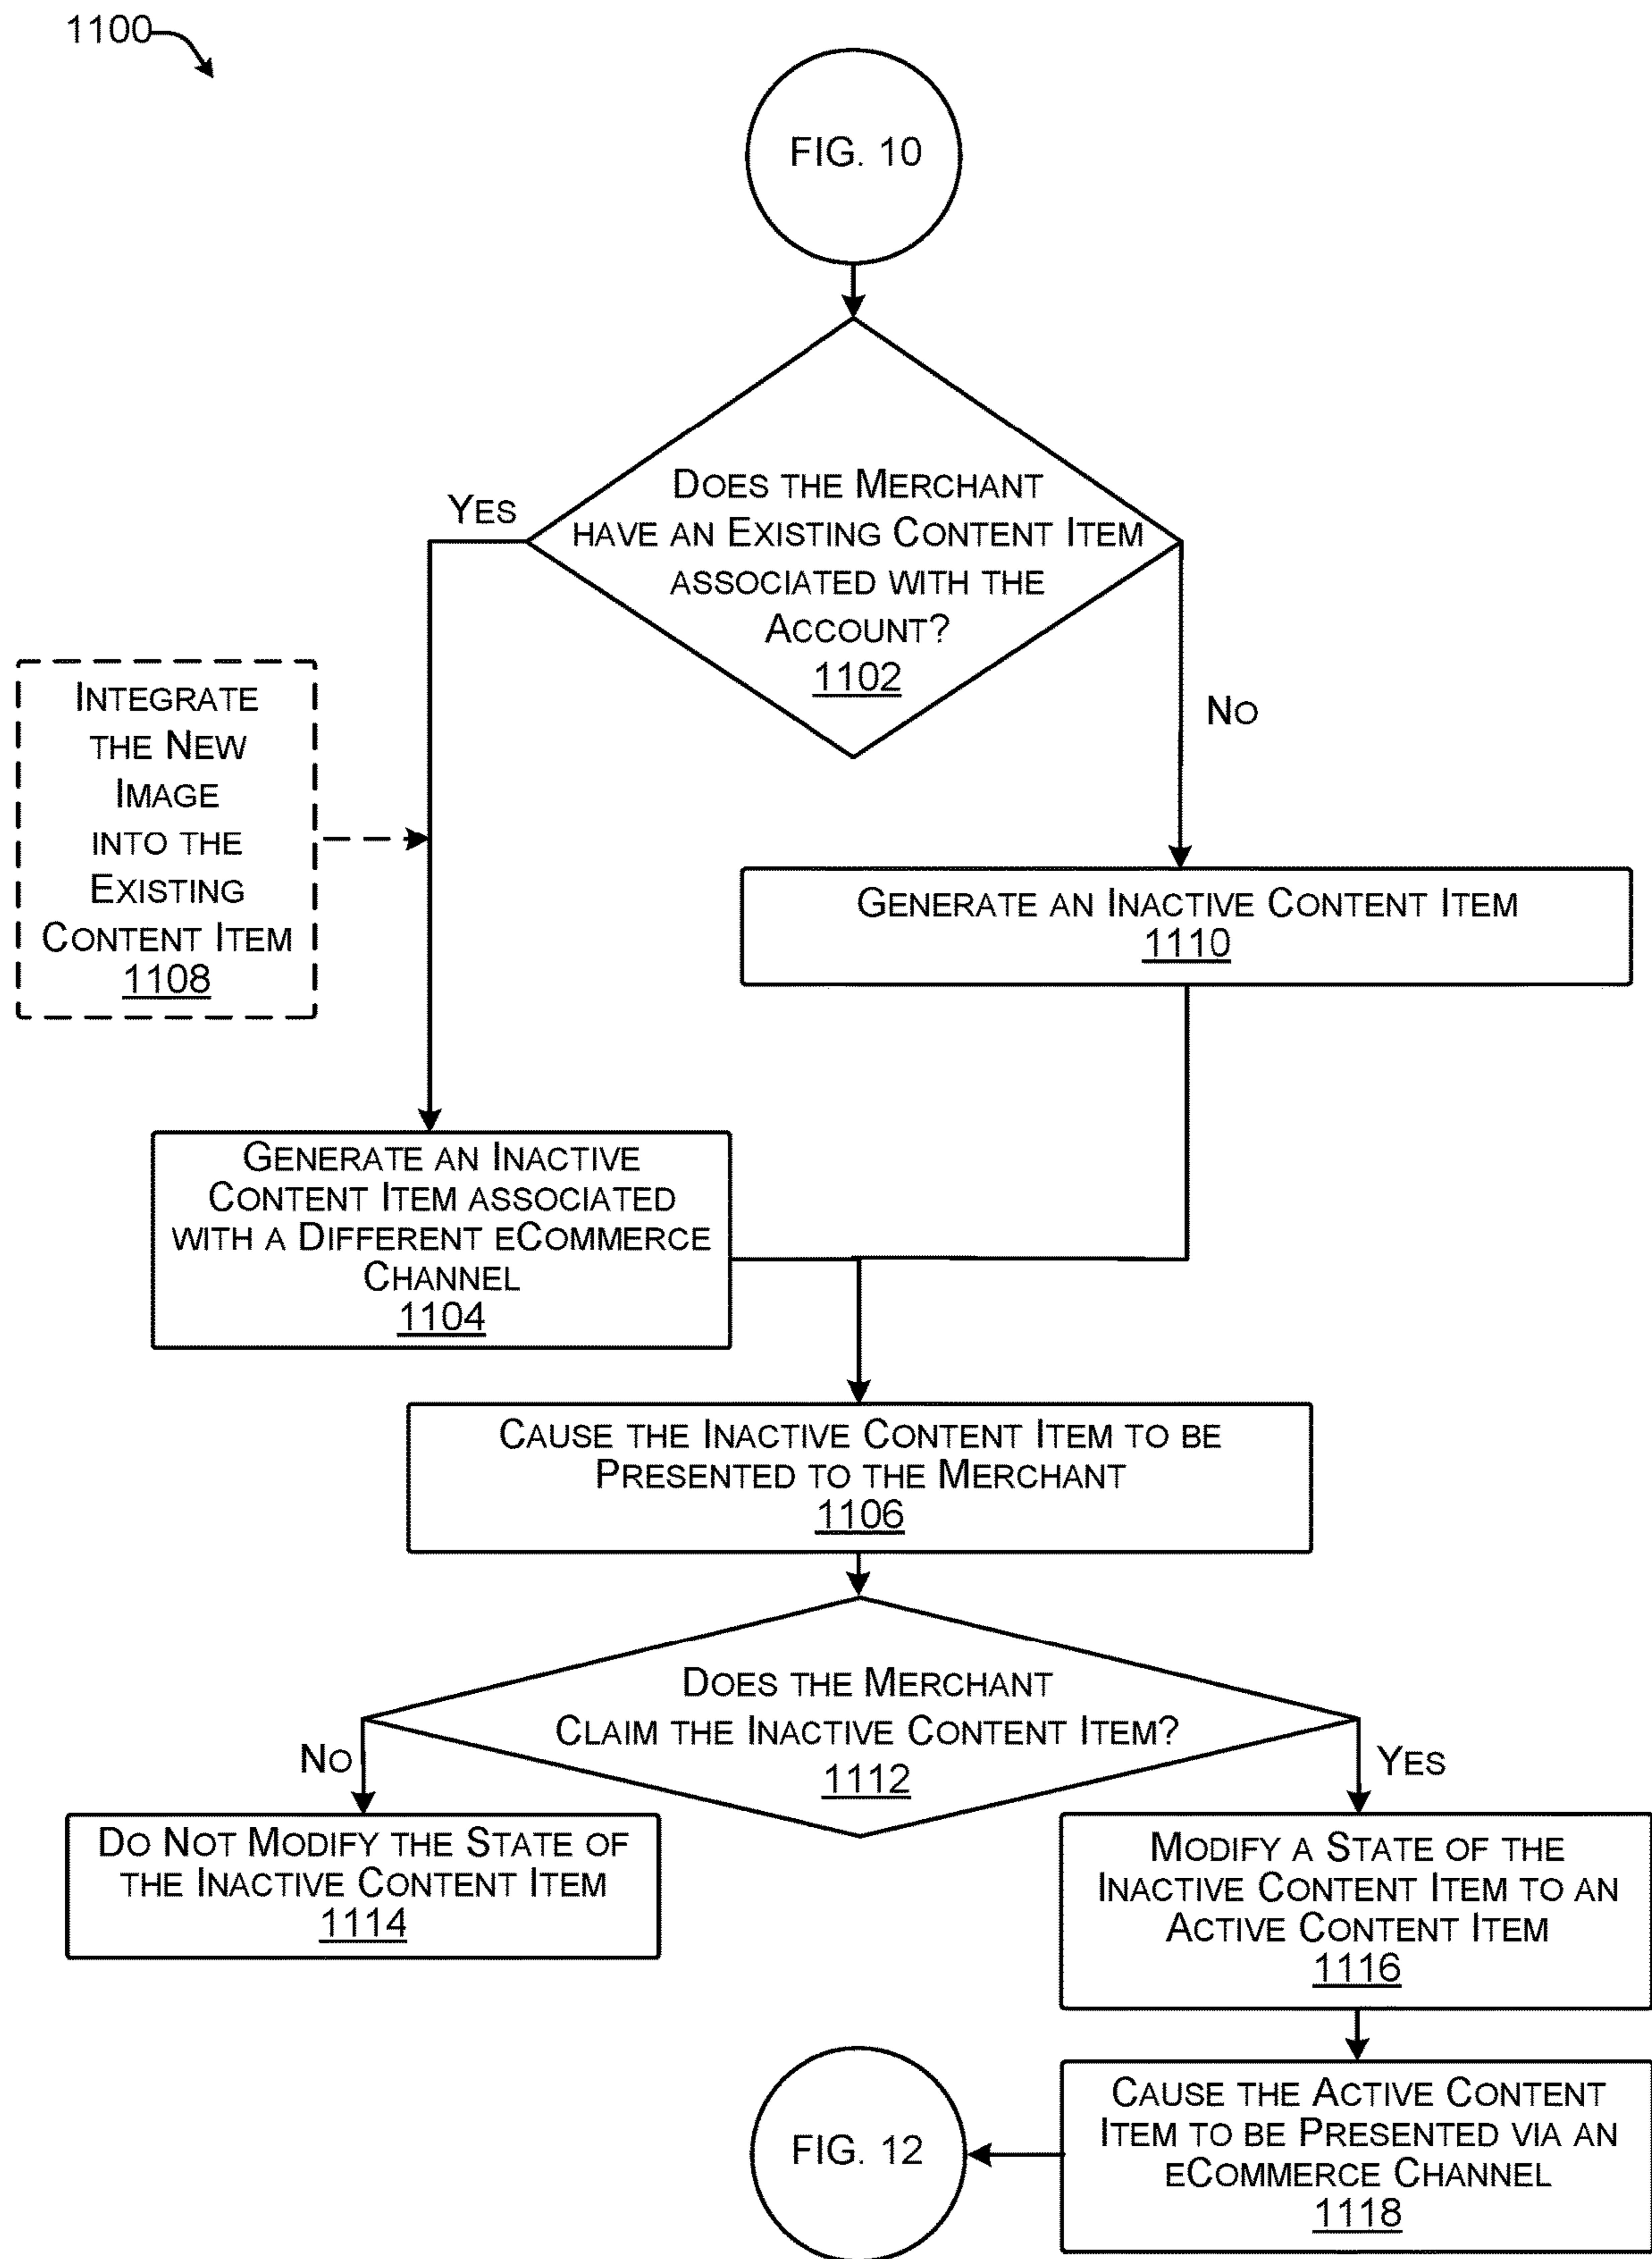 1100
FIG. 10
DOES THE MERCHANT
HAVE AN EXISTING CONTENT ITEM
ASSOCIATED WITH THE
ACCOUNT?
1102
YES
NO
INTEGRATE
THE NEW
IMAGE
INTO THE
EXISTING
CONTENT ITEM
1108
GENERATE AN INACTIVE CONTENT ITEM
1110
GENERATE AN INACTIVE
CONTENT ITEM ASSOCIATED
WITH A DIFFERENT ECOMMERCE
CHANNEL
1104
CAUSE THE INACTIVE CONTENT ITEM TO BE
PRESENTED TO THE MERCHANT
1106
DOES THE MERCHANT
CLAIM THE INACTIVE CONTENT ITEM?
1112
NO
YES
DO NOT MODIFY THE STATE OF
THE INACTIVE CONTENT ITEM
1114
MODIFY A STATE OF THE
INACTIVE CONTENT ITEM TO AN
ACTIVE CONTENT ITEM
1116
CAUSE THE ACTIVE CONTENT
ITEM TO BE PRESENTED VIA AN
ECOMMERCE CHANNEL
1118
FIG. 12